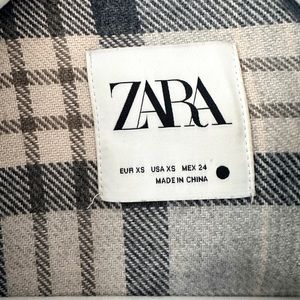 ZARA
EUR XS USA XS MEX 24
MADE IN CHINA